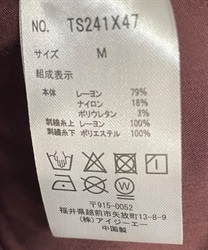 NO. TS241X47
サイズ M
組成表示
本体 レーヨン 79%
ナイロン 18%
ポリウレタン 3%
刺繍糸上 レーヨン 100%
刺繍糸下 ポリエステル 100%
〒915-0052
福井県越前市矢放町13-8-9
(株)アイジーエー
中国製